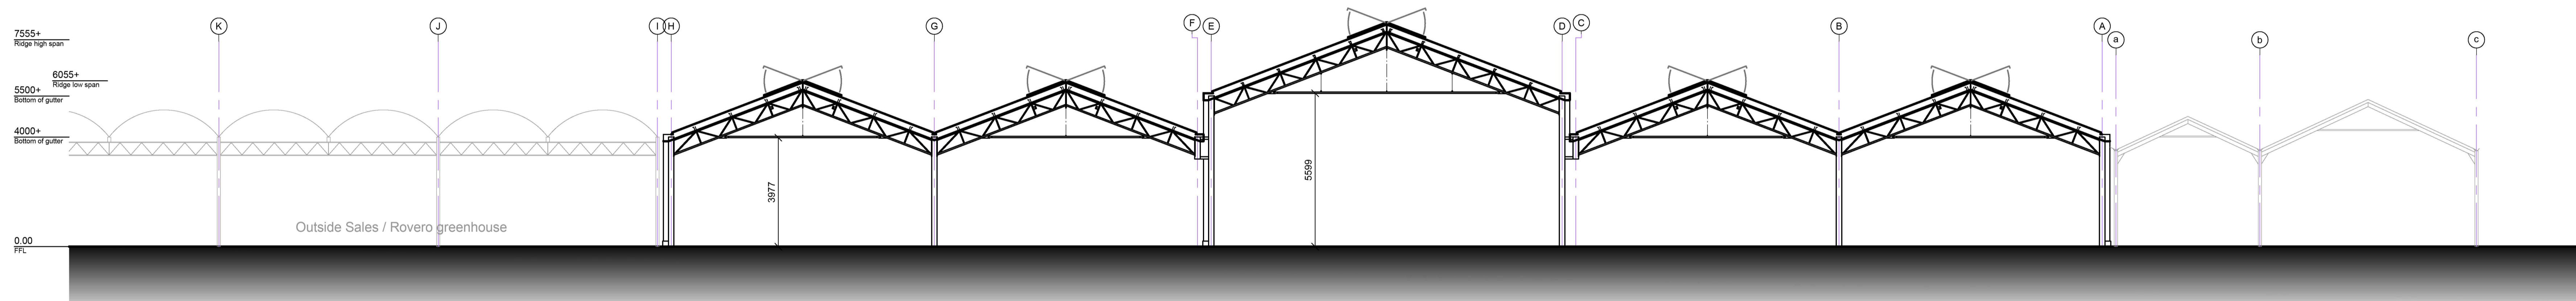 K
J
I
H
G
F
E
D
C
B
A
a
b
c
7555+
Ridge high span
6055+
Ridge low span
5500+
Bottom of gutter
4000+
Bottom of gutter
3977
5599
Outside Sales / Rovero greenhouse
0.00
FFL